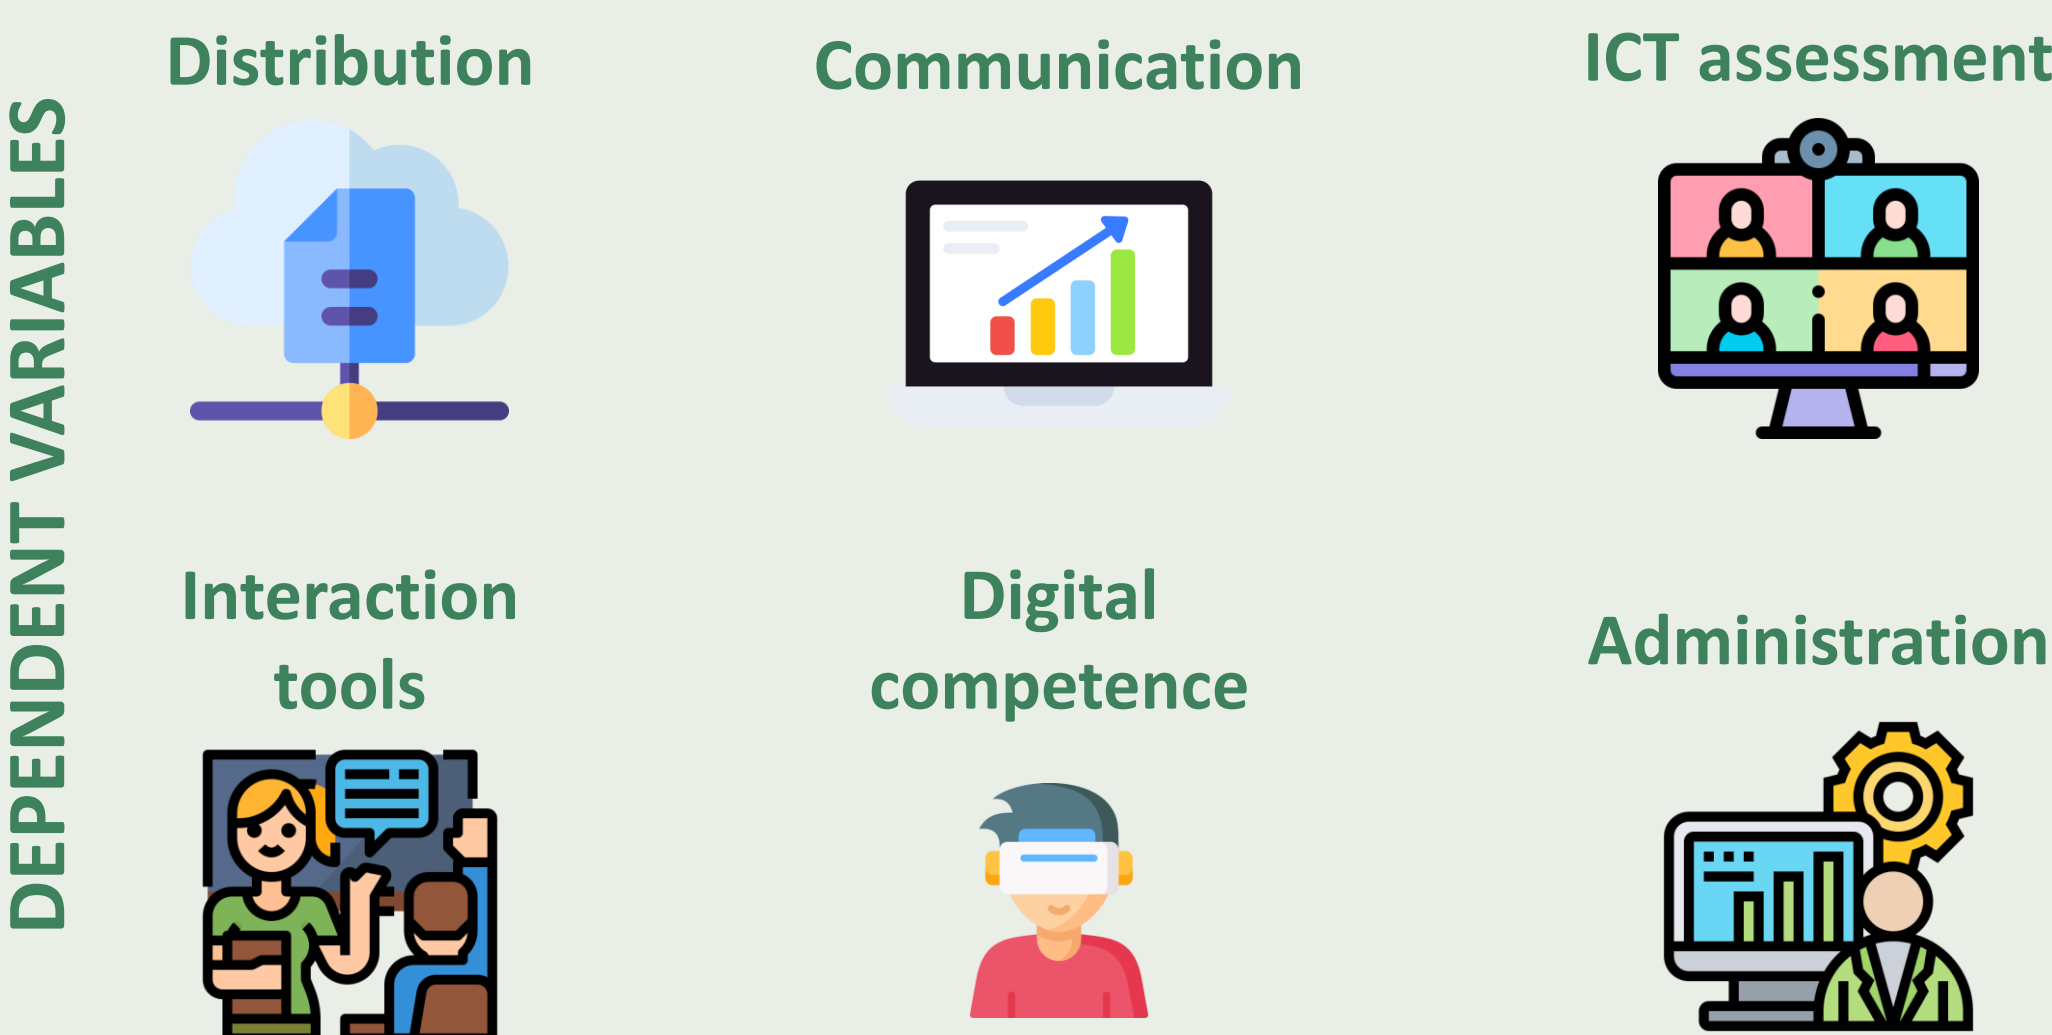 DEPENDENT VARIABLES
Distribution
Communication
ICT assessment
Interaction
tools
Digital
competence
Administration